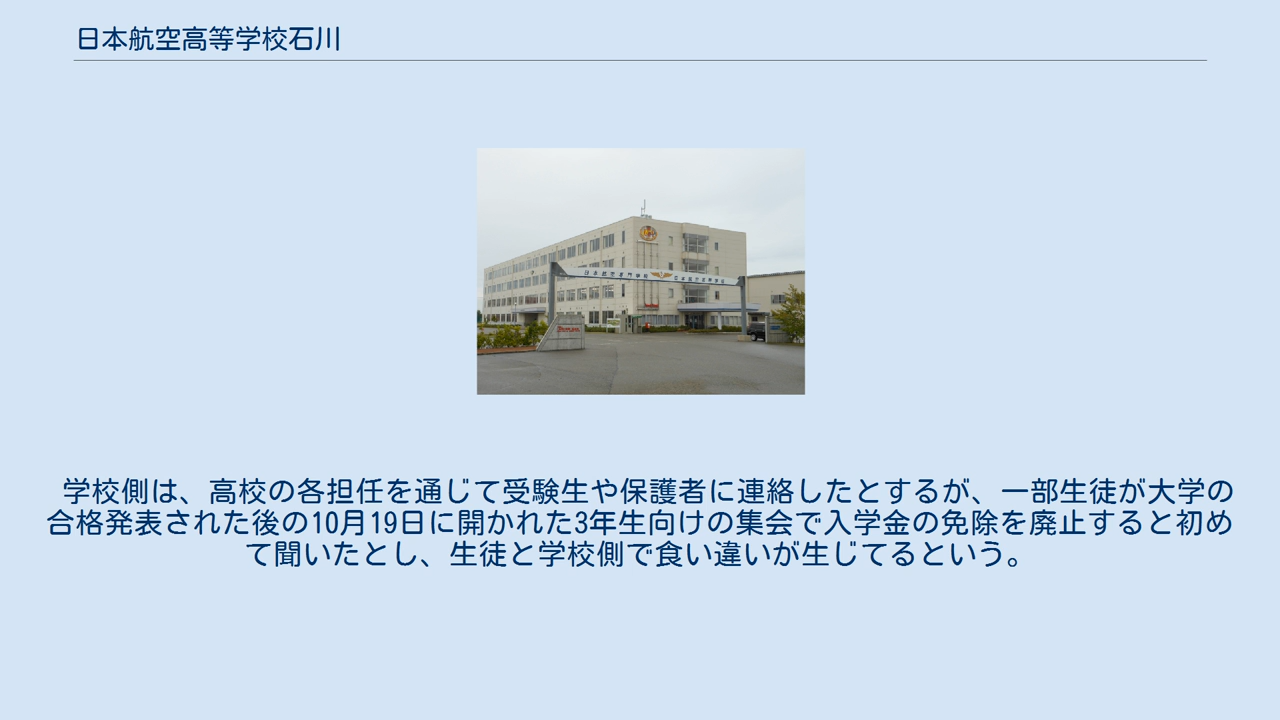 日本航空高等学校石川
学校側は、高校の各担任を通じて受験生や保護者に連絡したとするが、一部生徒が大学の
合格発表された後の10月19日に開かれた3年生向けの集会で入学金の免除を廃止すると初め
て聞いたとし、生徒と学校側で食い違いが生じてるという。